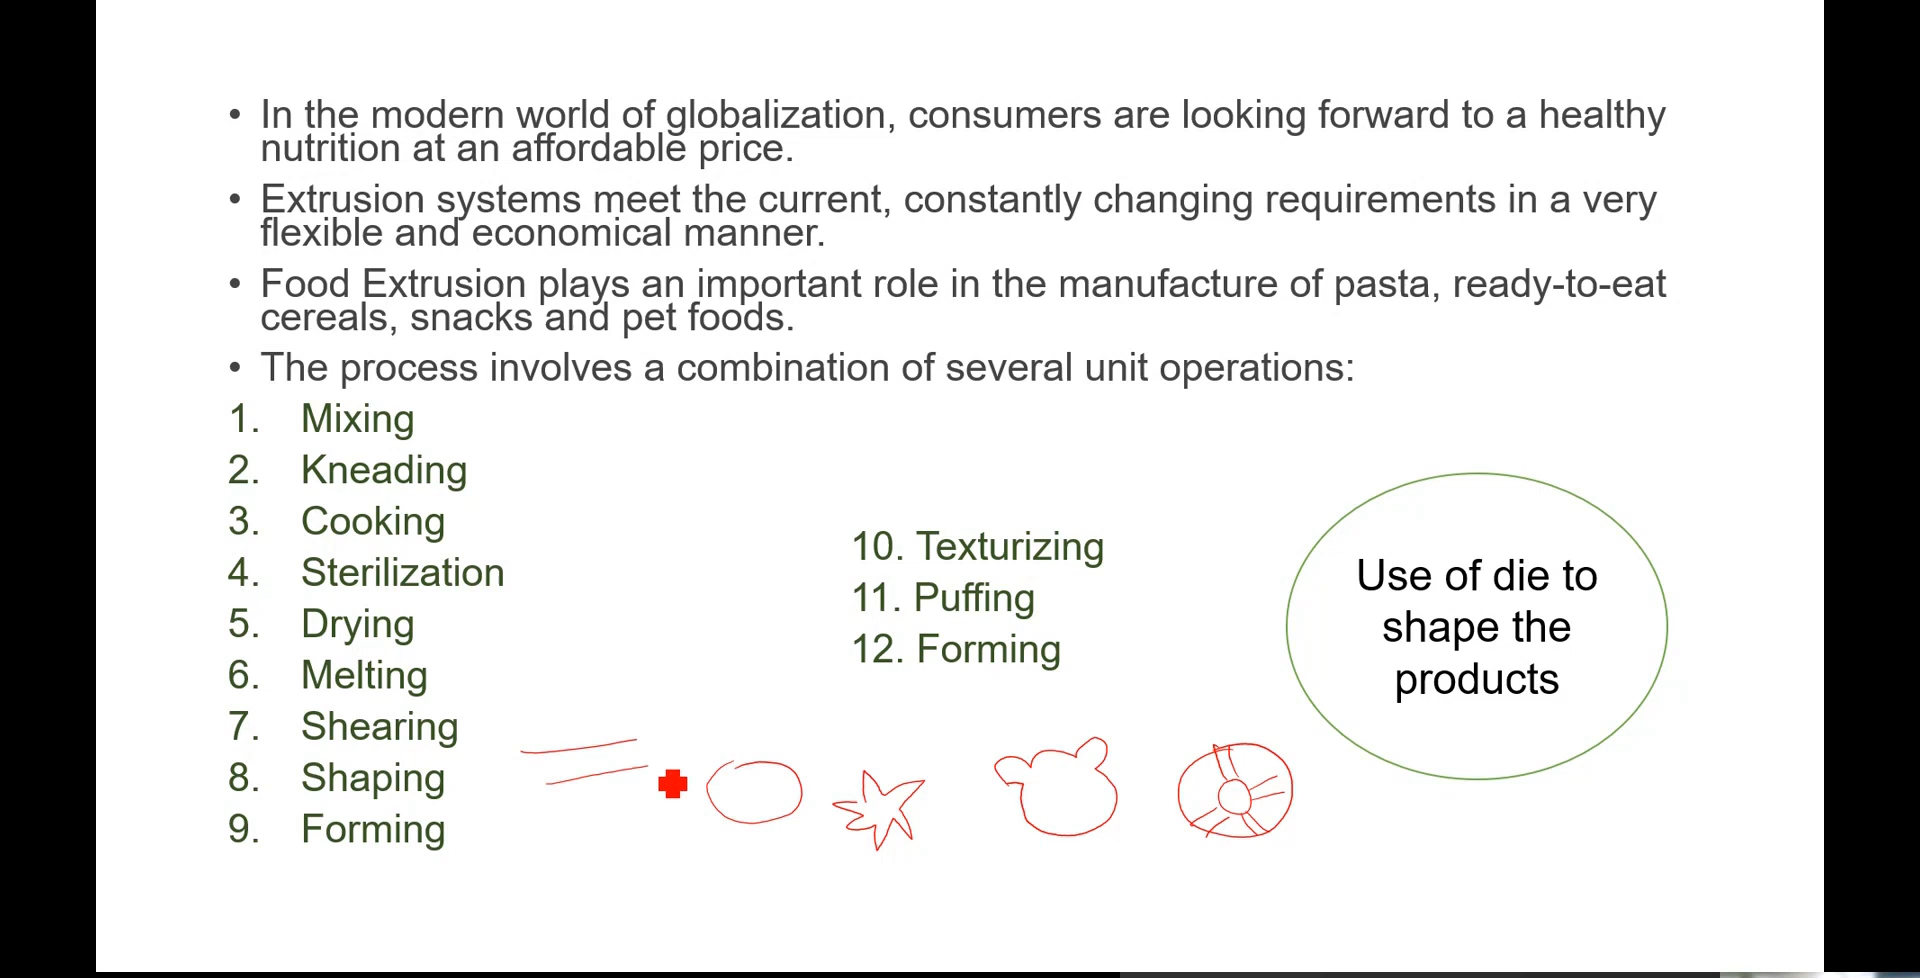 • In the modern world of globalization, consumers are looking forward to a healthy
nutrition at an affordable price.
• Extrusion systems meet the current, constantly changing requirements in a very
flexible and economical manner.
• Food Extrusion plays an important role in the manufacture of pasta, ready-to-eat
cereals, snacks and pet foods.
• The process involves a combination of several unit operations:
1. Mixing
2. Kneading
3. Cooking
4. Sterilization
5. Drying
6. Melting
7. Shearing
8. Shaping
9. Forming
10. Texturizing
11. Puffing
12. Forming
Use of die to
shape the
products